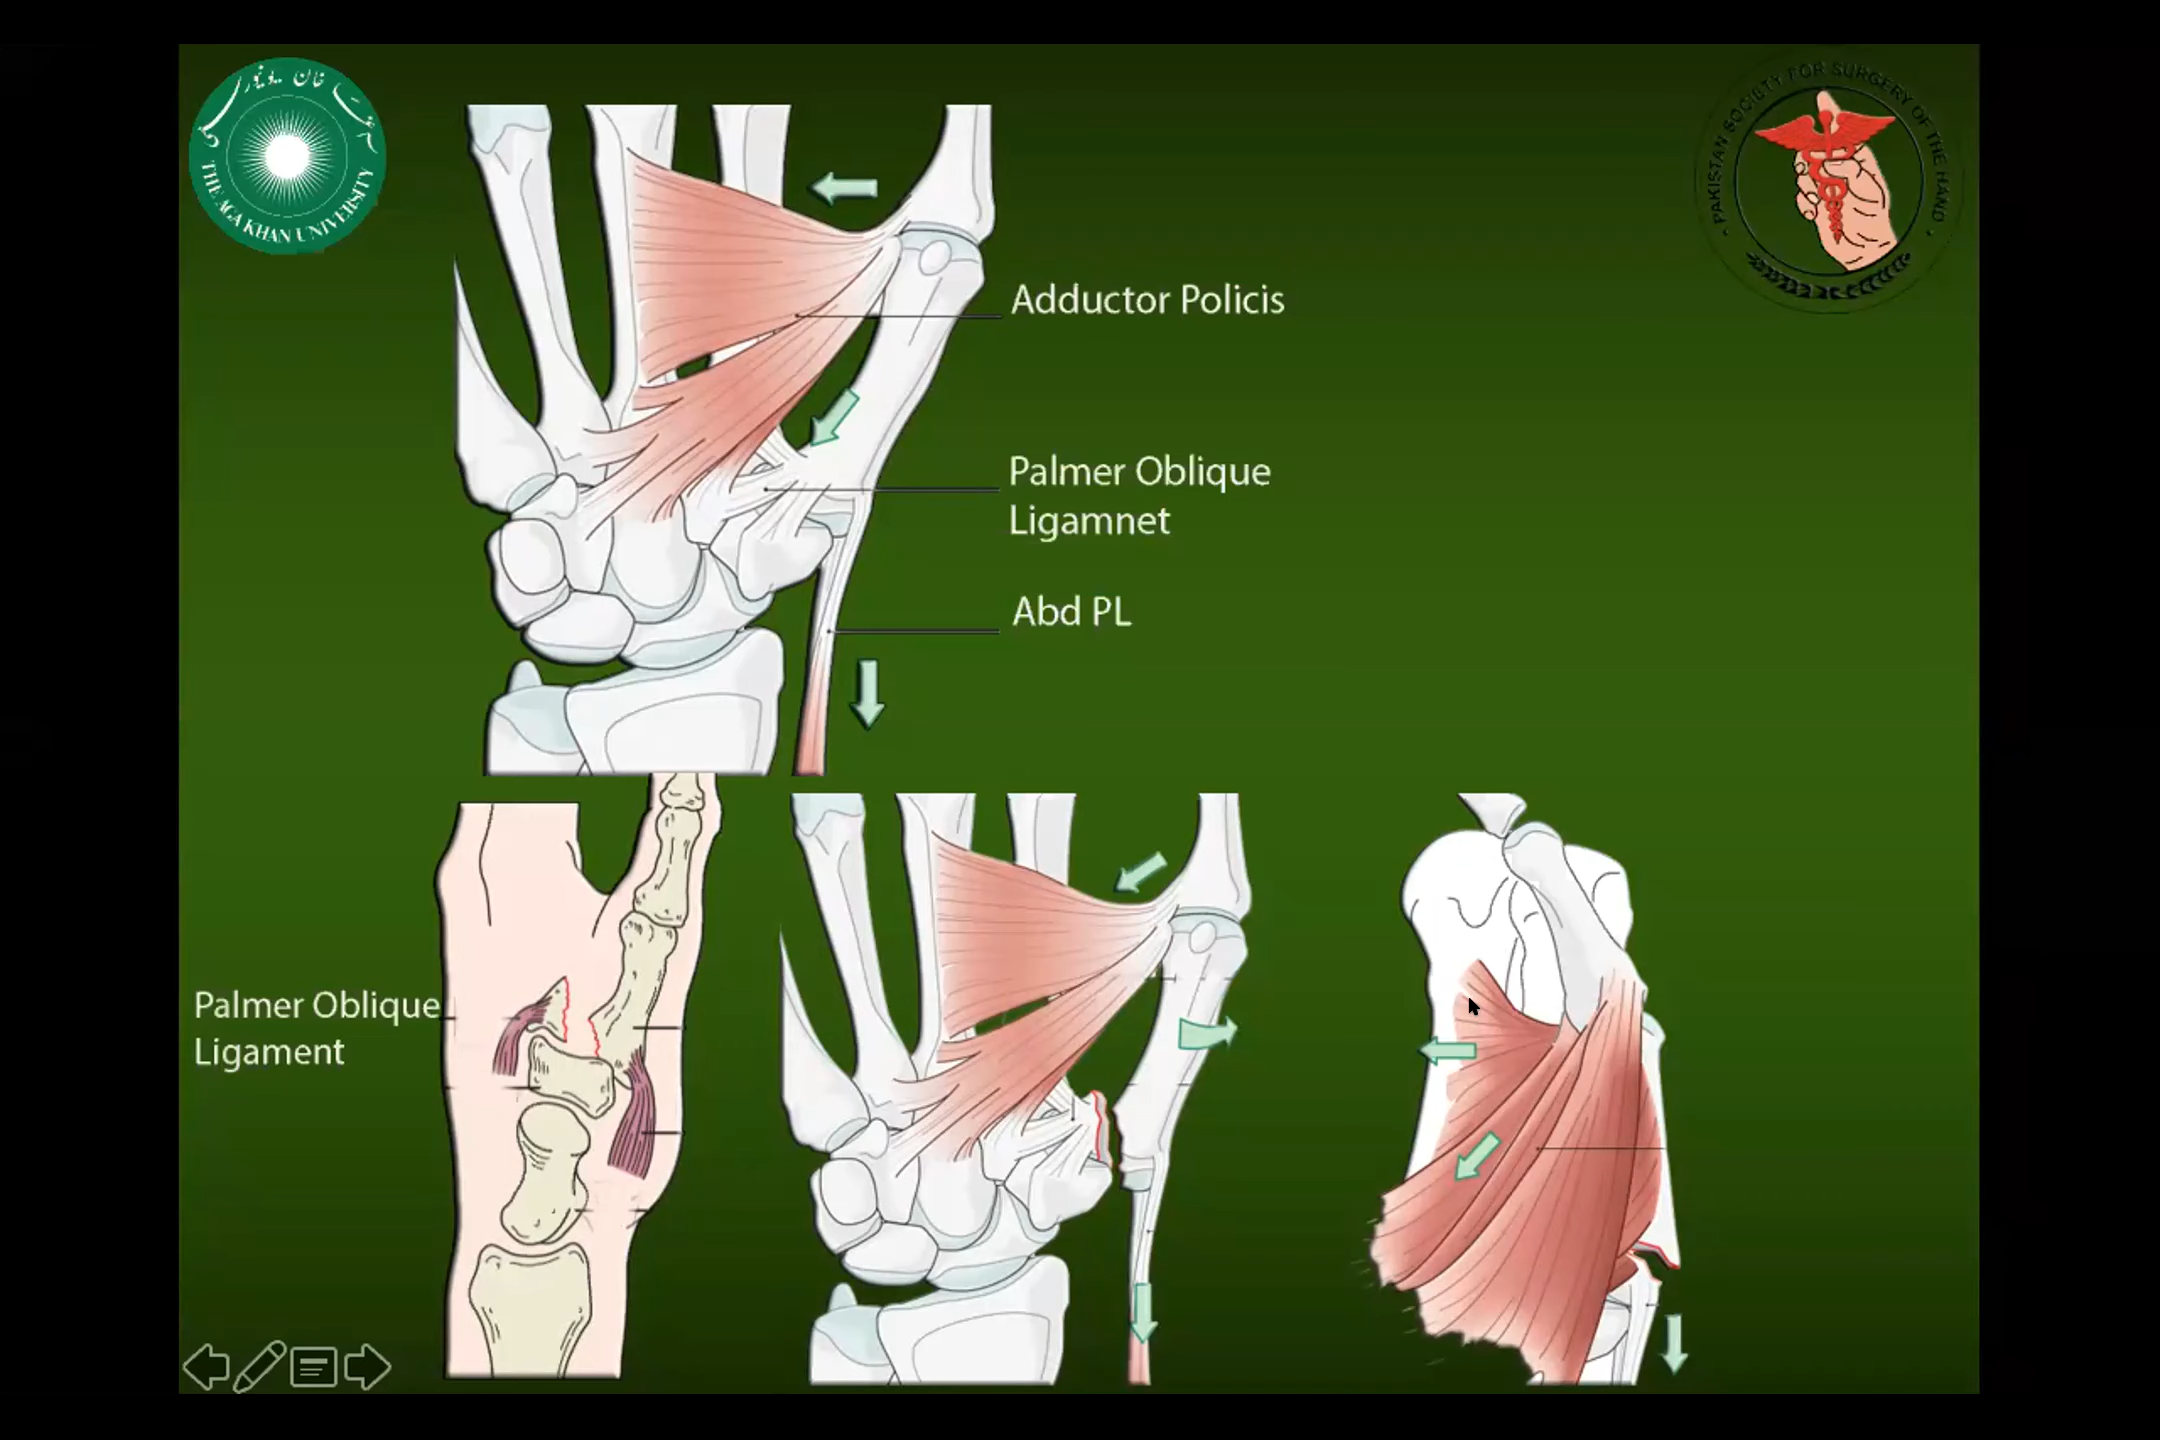 THE AGA KHAN UNIVERSITY
PAKISTAN SOCIETY FOR SURGERY OF THE HAND
Adductor Policis
Palmer Oblique
Ligamnet
Abd PL
Palmer Oblique
Ligament